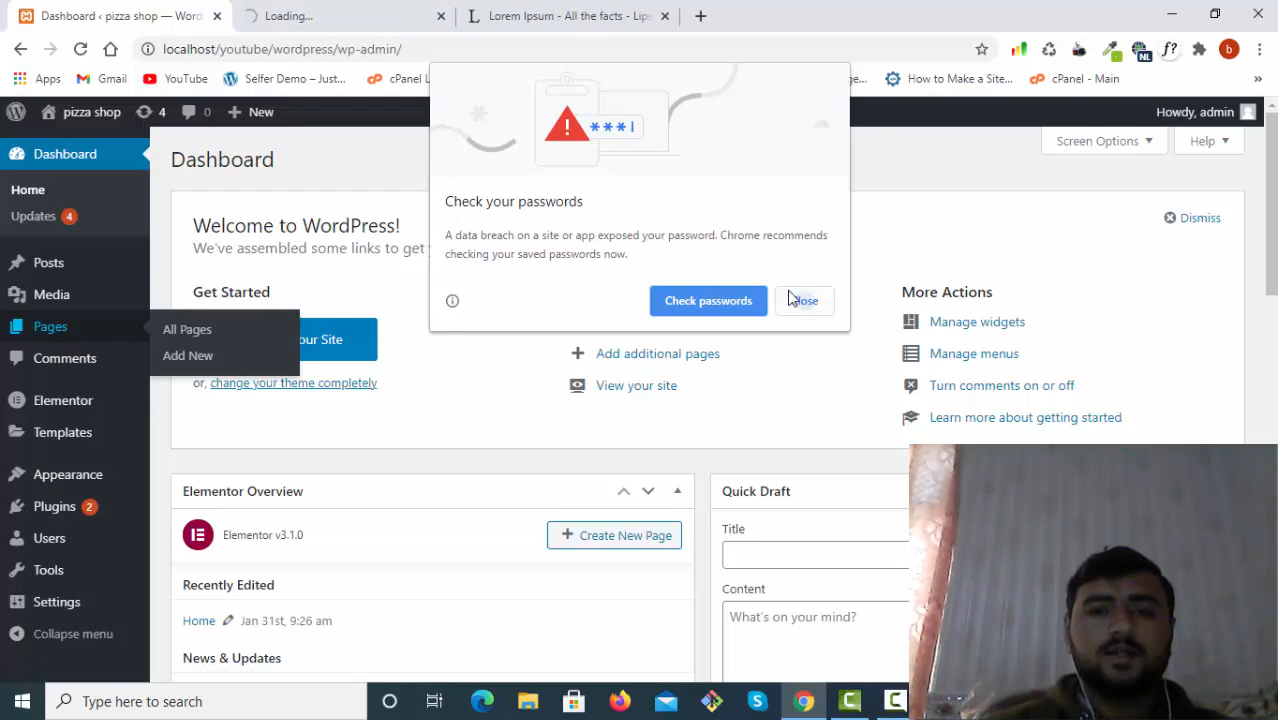 Dashboard ‹ pizza shop — Wo
Loading...
Lorem Ipsum - All the facts - Lip
localhost/youtube/wordpress/wp-admin/
NL
f?
b
Apps
Gmail
YouTube
Selfer Demo – Just...
cPanel L
ge...
How to Make a Site...
cPanel - Main
pizza shop
4
0
New
Howdy, admin
Dashboard
Home
Updates 4
Posts
Media
Pages
Comments
Elementor
Templates
Appearance
Plugins 2
Users
Tools
Settings
Collapse menu
All Pages
Add New
Dashboard
Screen Options
Help
Welcome to WordPress!
We've assembled some links to get
Dismiss
Get Started
our Site
or, change your theme completely
Add additional pages
View your site
More Actions
Manage widgets
Manage menus
Turn comments on or off
Learn more about getting started
***|
Check your passwords
A data breach on a site or app exposed your password. Chrome recommends
checking your saved passwords now.
Check passwords
Elementor Overview
Elementor v3.1.0
Create New Page
Recently Edited
Home Jan 31st, 9:26 am
News & Updates
Quick Draft
Title
Content
What's on your mind?
Type here to search